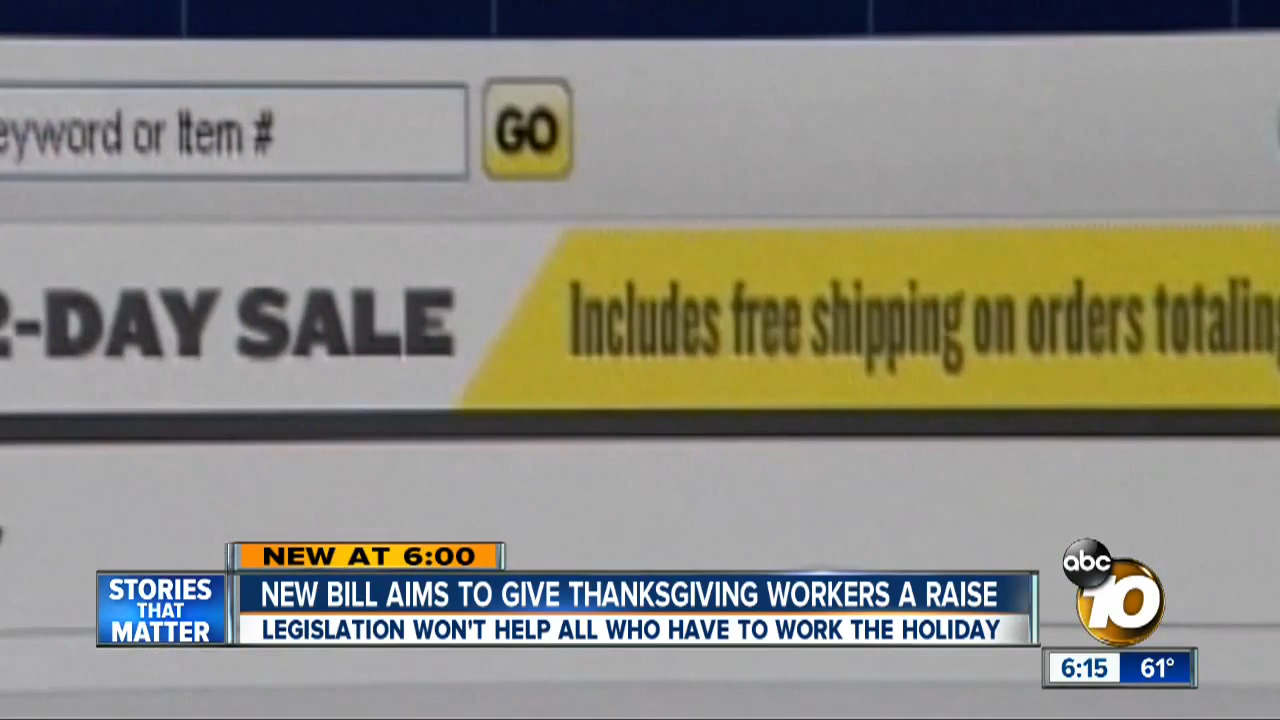 eyword or Item #
GO
2-DAY SALE
Includes free shipping on orders totaling
NEW AT 6:00
STORIES
THAT
MATTER
NEW BILL AIMS TO GIVE THANKSGIVING WORKERS A RAISE
LEGISLATION WON'T HELP ALL WHO HAVE TO WORK THE HOLIDAY
abc
10
6:15
61°